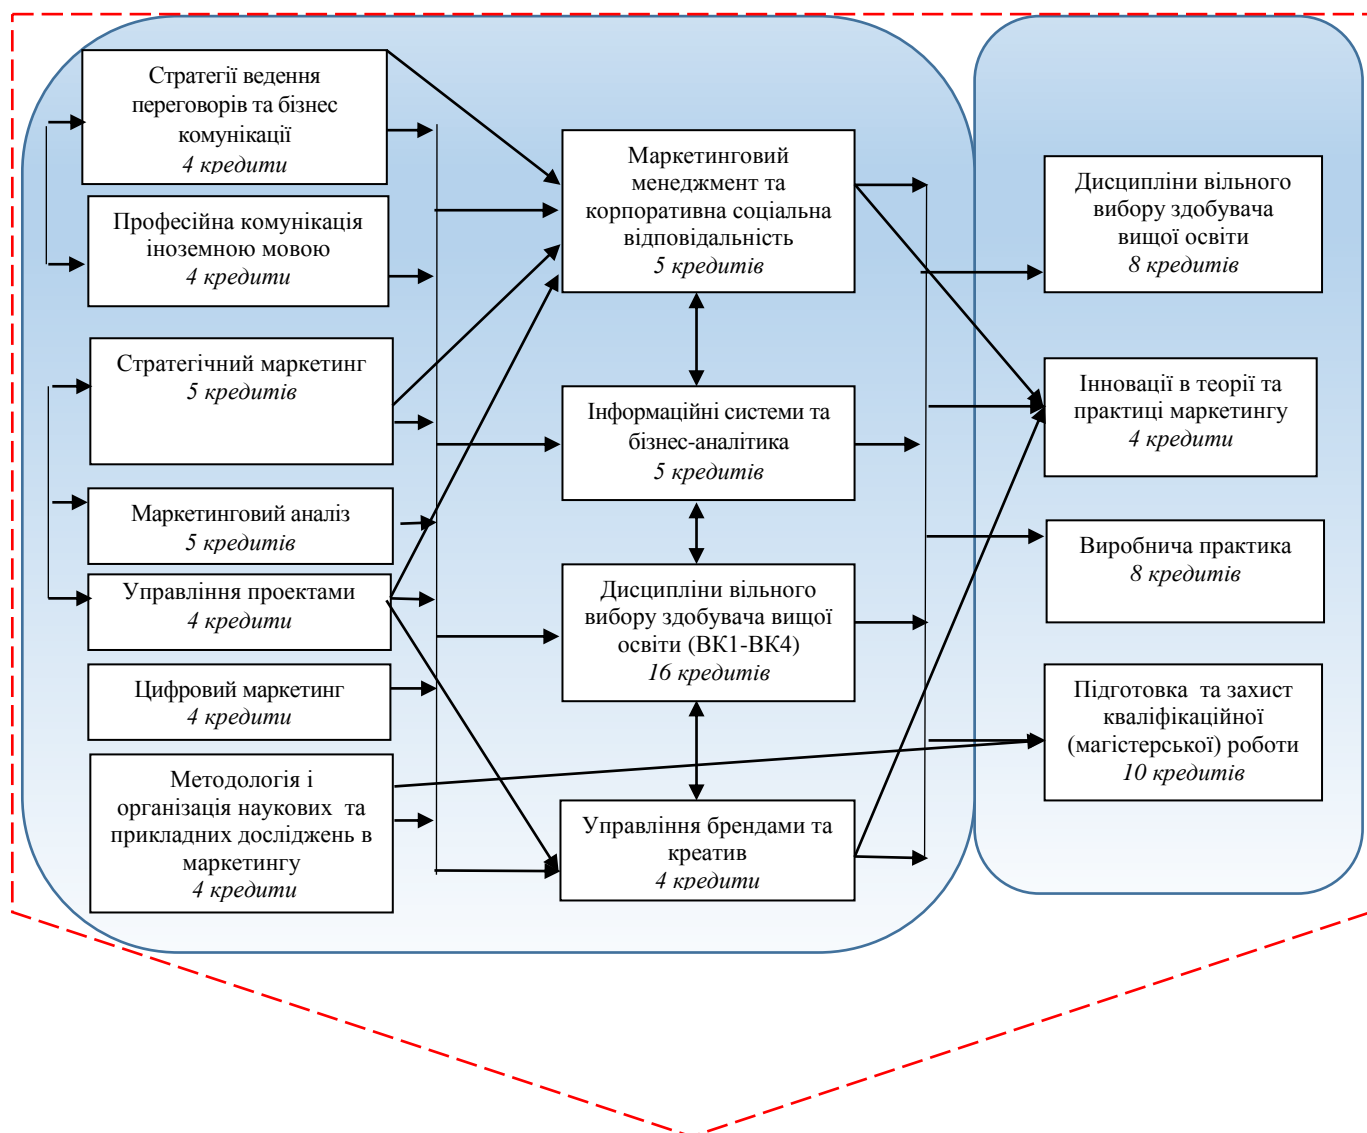 Стратегії ведення
переговорів та бізнес
комунікації
4 кредити
Професійна комунікація
іноземною мовою
4 кредити
Стратегічний маркетинг
5 кредитів
Маркетинговий аналіз
5 кредитів
Управління проектами
4 кредити
Цифровий маркетинг
4 кредити
Методологія і
організація наукових та
прикладних досліджень в
маркетингу
4 кредити
Маркетинговий
менеджмент та
корпоративна соціальна
відповідальність
5 кредитів
Інформаційні системи та
бізнес-аналітика
5 кредитів
Дисципліни вільного
вибору здобувача вищої
освіти (ВК1-ВК4)
16 кредитів
Управління брендами та
креатив
4 кредити
Дисципліни вільного
вибору здобувача
вищої освіти
8 кредитів
Інновації в теорії та
практиці маркетингу
4 кредити
Виробнича практика
8 кредитів
Підготовка та захист
кваліфікаційної
(магістерської) роботи
10 кредитів